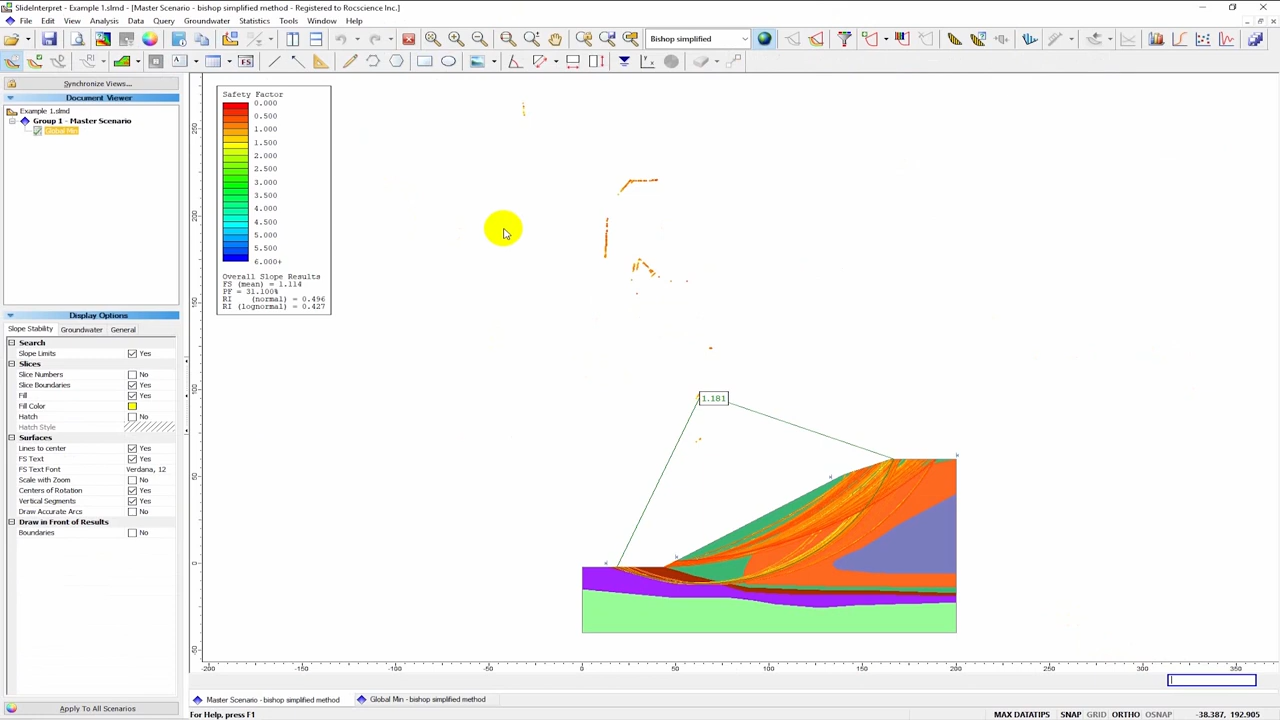 SlideInterpret - Example 1.slmd - [Master Scenario - bishop simplified method - Registered to Rocscience Inc.]
File Edit View Analysis Data Query Groundwater Statistics Tools Window Help
Bishop simplified
Synchronize Views...
Document Viewer
Example 1.slmd
Group 1 - Master Scenario
Global Min
Display Options
Slope Stability Groundwater General
Search
Slope Limits Yes
Slices
Slice Numbers No
Slice Boundaries Yes
Fill Yes
Fill Color
Hatch No
Hatch Style
Surfaces
Lines to center Yes
FS Text Yes
FS Text Font Verdana, 12
Scale with Zoom No
Centers of Rotation Yes
Vertical Segments Yes
Draw Accurate Arcs No
Draw in Front of Results
Boundaries No
Apply To All Scenarios
Safety Factor
0.000
0.500
1.000
1.500
2.000
2.500
3.000
3.500
4.000
4.500
5.000
5.500
6.000+
Overall Slope Results
FS (mean) = 1.114
PF = 31.100%
RI (normal) = 0.496
RI (lognormal) = 0.427
1.181
250
200
150
100
50
0
-50
-200 -150 -100 -50 0 50 100 150 200 250 300 350
Master Scenario - bishop simplified method Global Min - bishop simplified method
For Help, press F1
MAX DATATIPS SNAP GRID ORTHO OSNAP -38.387, 192.905